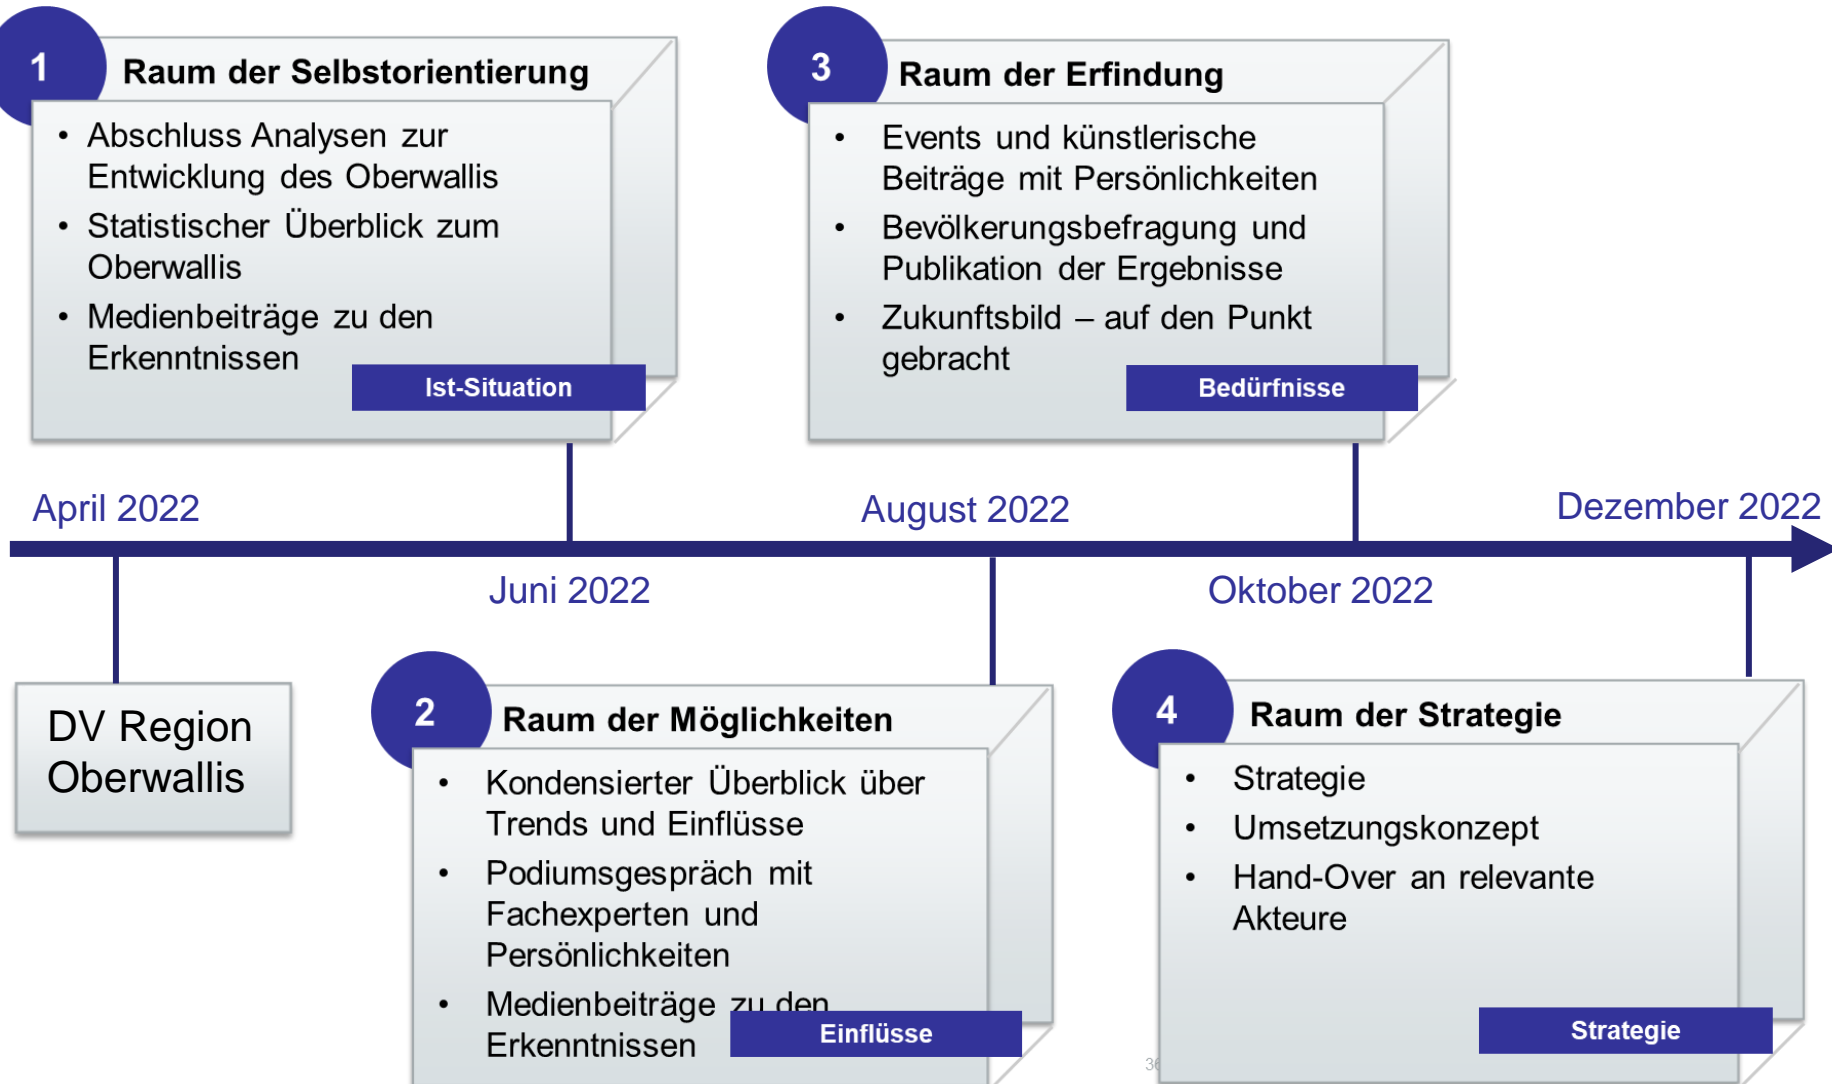 1
Raum der Selbstorientierung
• Abschluss Analysen zur
Entwicklung des Oberwallis
• Statistischer Überblick zum
Oberwallis
• Medienbeiträge zu den
Erkenntnissen
Ist-Situation
3
Raum der Erfindung
• Events und künstlerische
Beiträge mit Persönlichkeiten
• Bevölkerungsbefragung und
Publikation der Ergebnisse
• Zukunftsbild – auf den Punkt
gebracht
Bedürfnisse
April 2022
August 2022
Dezember 2022
Juni 2022
Oktober 2022
DV Region
Oberwallis
2
Raum der Möglichkeiten
• Kondensierter Überblick über
Trends und Einflüsse
• Podiumsgespräch mit
Fachexperten und
Persönlichkeiten
• Medienbeiträge zu den
Erkenntnissen
Einflüsse
4
Raum der Strategie
• Strategie
• Umsetzungskonzept
• Hand-Over an relevante
Akteure
Strategie